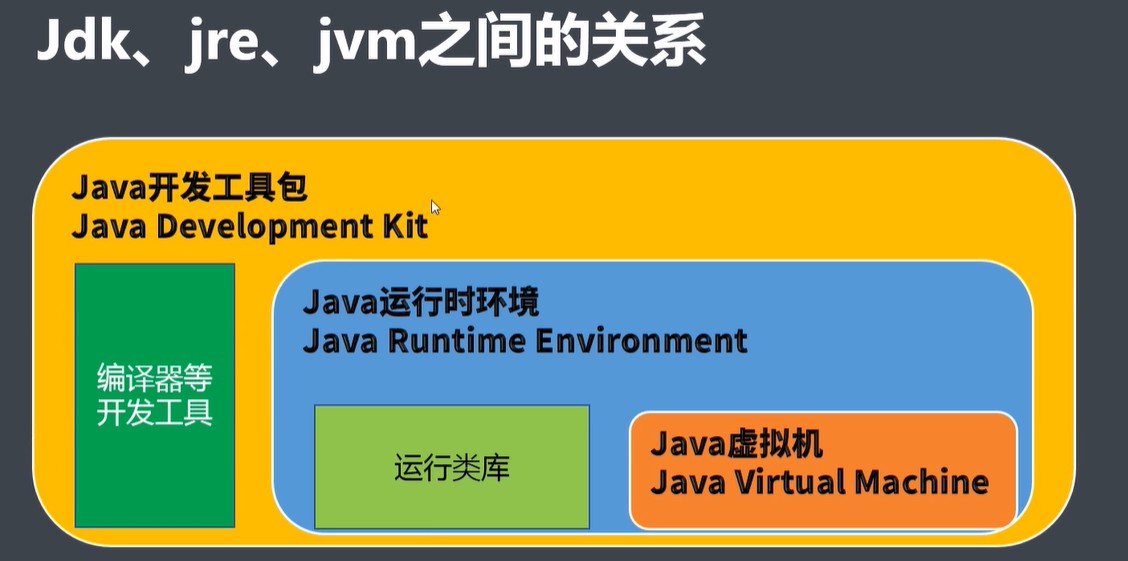 Jdk、jre、jvm之间的关系
Java开发工具包
Java Development Kit
编译器等
开发工具
Java运行时环境
Java Runtime Environment
运行类库
Java虚拟机
Java Virtual Machine